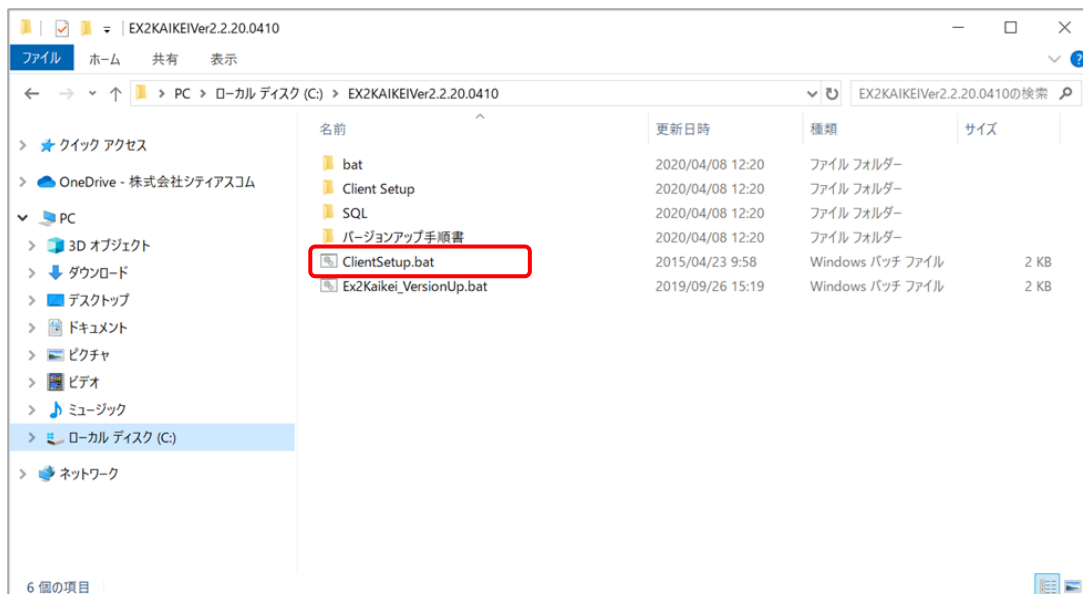 EX2KAIKEIVer2.2.20.0410
ファイル ホーム 共有 表示
PC ローカル ディスク (C:) EX2KAIKEIVer2.2.20.0410 EX2KAIKEIVer2.2.20.0410の検索
クイック アクセス
OneDrive - 株式会社シティアスコム
PC
3D オブジェクト
ダウンロード
デスクトップ
ドキュメント
ピクチャ
ビデオ
ミュージック
ローカル ディスク (C:)
ネットワーク
名前 更新日時 種類 サイズ
bat 2020/04/08 12:20 ファイル フォルダー
Client Setup 2020/04/08 12:20 ファイル フォルダー
SQL 2020/04/08 12:20 ファイル フォルダー
バージョンアップ手順書 2020/04/08 12:20 ファイル フォルダー
ClientSetup.bat 2015/04/23 9:58 Windows バッチ ファイル 2 KB
Ex2Kaikei_VersionUp.bat 2019/09/26 15:19 Windows バッチ ファイル 2 KB
6 個の項目